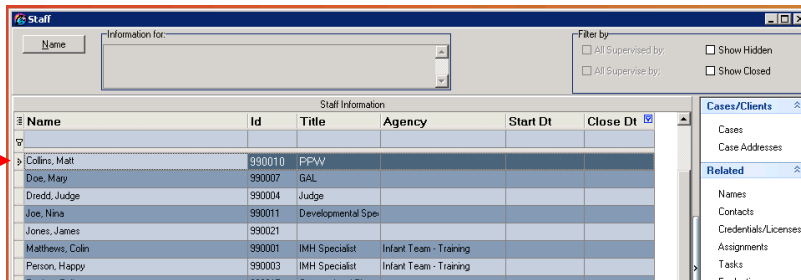 Staff
Name
Information for:
Filter by
All Supervised by:
Show Hidden
All Supervise by:
Show Closed
Staff Information
Name Id Title Agency Start Dt Close Dt
Collins, Matt 990010 PPW
Doe, Mary 990007 GAL
Dredd, Judge 990004 Judge
Joe, Nina 990011 Developmental Spe
Jones, James 990021
Matthews, Colin 990001 IMH Specialist Infant Team - Training
Person, Happy 990003 IMH Specialist Infant Team - Training
Cases/Clients
Cases
Case Addresses
Related
Names
Contacts
Credentials/Licenses
Assignments
Tasks